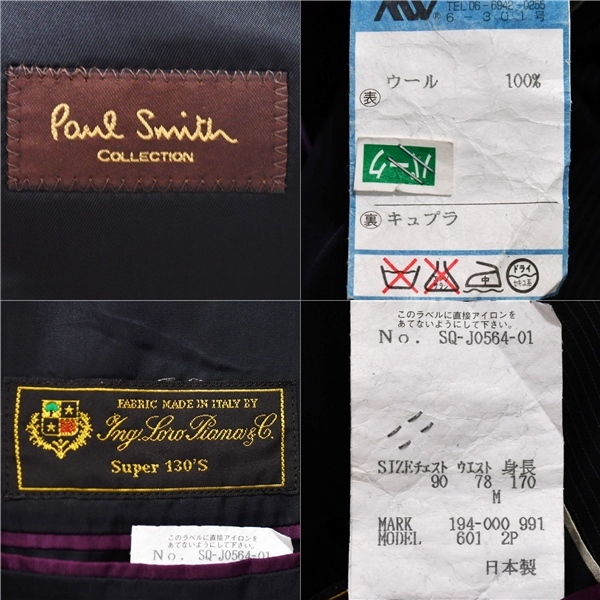 Paul Smith
COLLECTION
TEL 06-6942-0255
6-301号
表
ウール 100%
裏
キュプラ
中
ドライ
セキユ系
FABRIC MADE IN ITALY BY
Ing. Loro Piana & C.
Super 130'S
このラベルに直接アイロンを
あてないようにして下さい。
No. SQ-J0564-01
このラベルに直接アイロンを
あてないようにして下さい。
No. SQ-J0564-01
SIZE チェスト ウエスト 身長
90 78 170
M
MARK 194-000 991
MODEL 601 2P
日本製